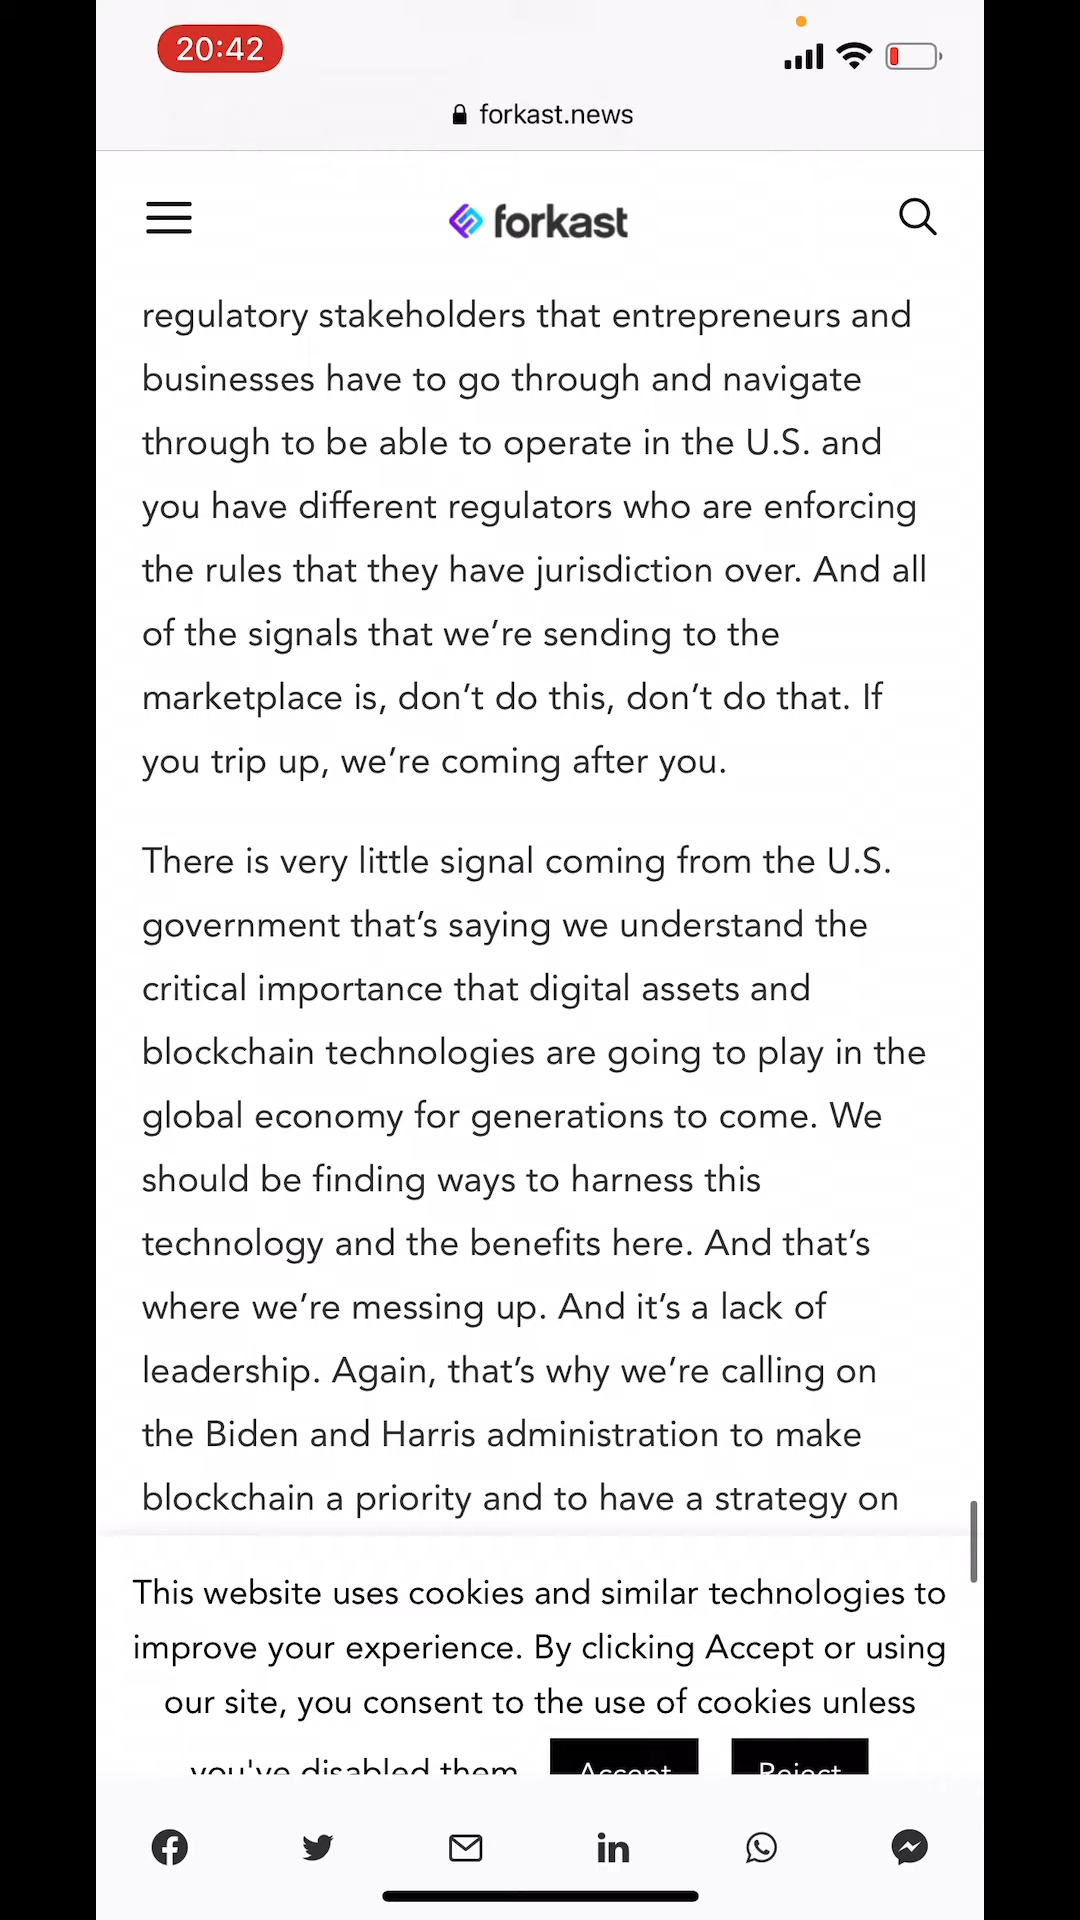 20:42
forkast.news
forkast
regulatory stakeholders that entrepreneurs and
businesses have to go through and navigate
through to be able to operate in the U.S. and
you have different regulators who are enforcing
the rules that they have jurisdiction over. And all
of the signals that we’re sending to the
marketplace is, don’t do this, don’t do that. If
you trip up, we’re coming after you.
There is very little signal coming from the U.S.
government that’s saying we understand the
critical importance that digital assets and
blockchain technologies are going to play in the
global economy for generations to come. We
should be finding ways to harness this
technology and the benefits here. And that’s
where we’re messing up. And it’s a lack of
leadership. Again, that’s why we’re calling on
the Biden and Harris administration to make
blockchain a priority and to have a strategy on
This website uses cookies and similar technologies to
improve your experience. By clicking Accept or using
our site, you consent to the use of cookies unless
you've disabled them Accept Reject
in